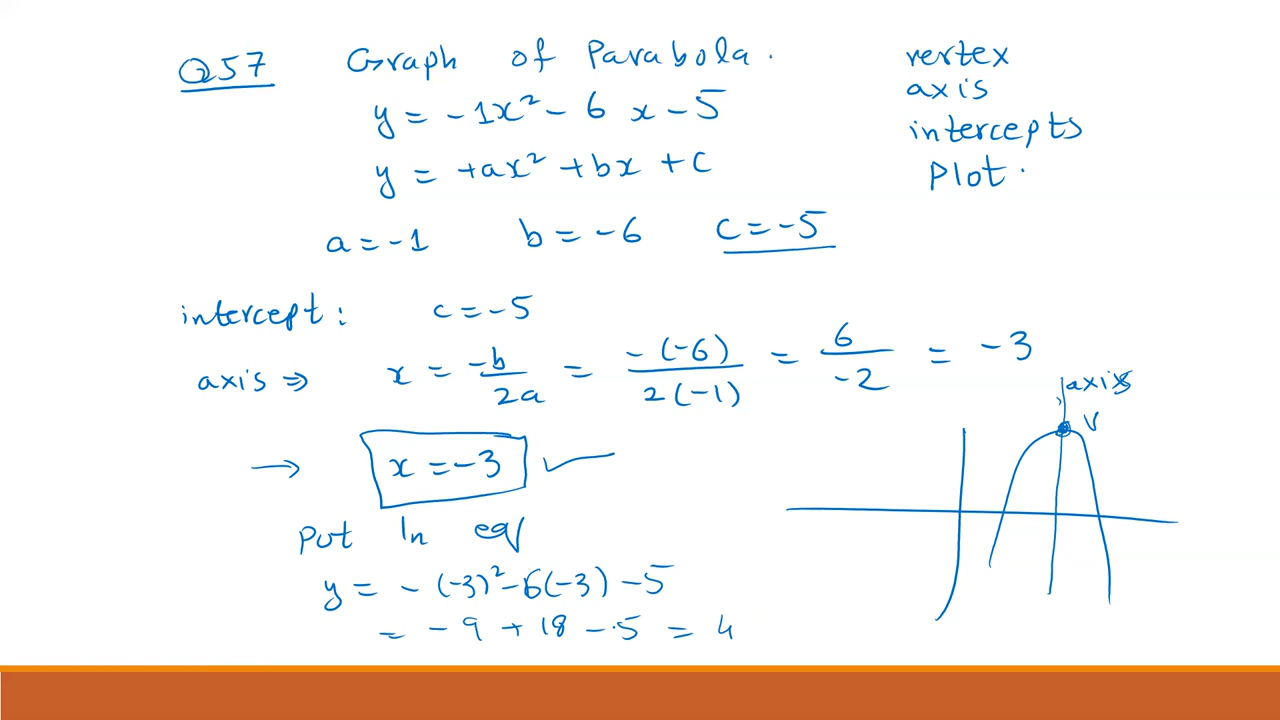 Q57 Graph of Parabola.
y = -1x² - 6x - 5
y = +ax² + bx + c
a = -1 b = -6 c = -5
vertex
axis
intercepts
Plot.
intercept: c = -5
axis ⇒ x = -b/2a = -(-6)/2(-1) = 6/-2 = -3
→ x = -3
Put In eq
y = -(-3)² - 6(-3) - 5
= -9 + 18 - 5 = 4
axis
V